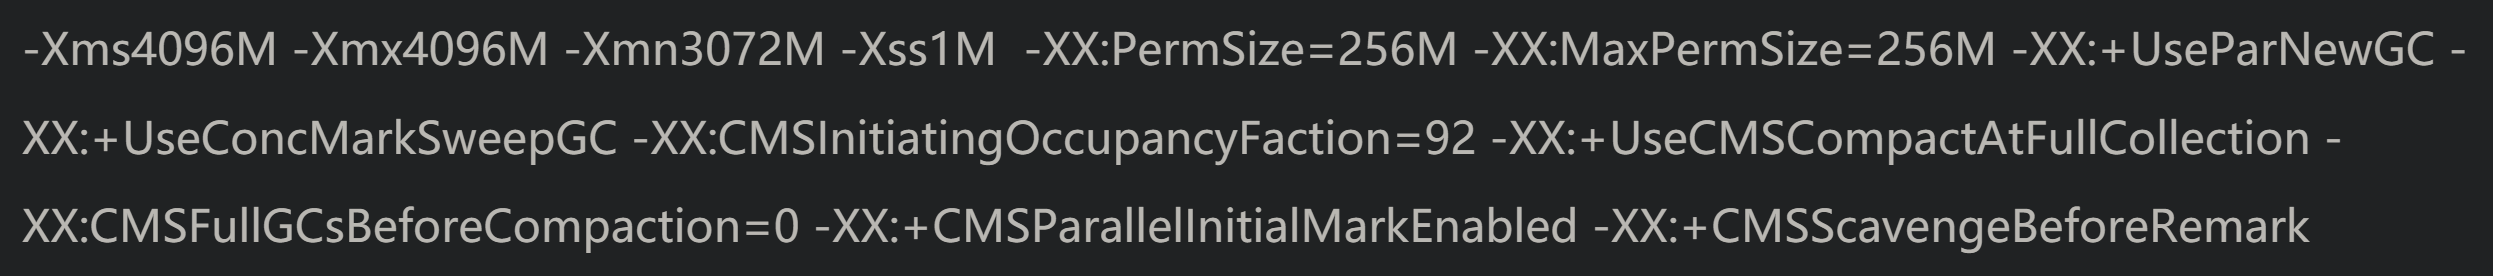 -Xms4096M -Xmx4096M -Xmn3072M -Xss1M  -XX:PermSize=256M -XX:MaxPermSize=256M -XX:+UseParNewGC -
XX:+UseConcMarkSweepGC -XX:CMSInitiatingOccupancyFaction=92 -XX:+UseCMSCompactAtFullCollection -
XX:CMSFullGCsBeforeCompaction=0 -XX:+CMSParallelInitialMarkEnabled -XX:+CMSScavengeBeforeRemark